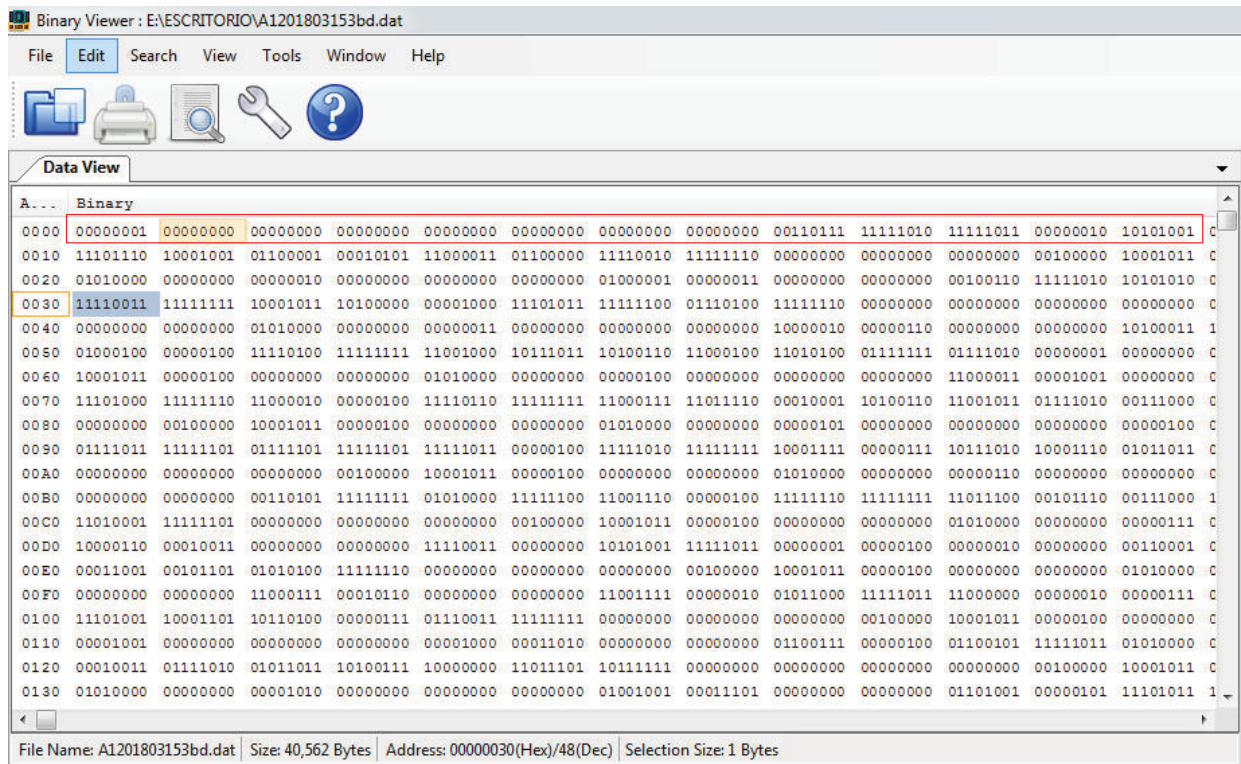 Binary Viewer : E:\ESCRITORIO\A1201803153bd.dat
File Edit Search View Tools Window Help
Data View
A... Binary
0000 00000001 00000000 00000000 00000000 00000000 00000000 00000000 00000000 00110111 11111010 11111011 00000010 10101001
0010 11101110 10001001 01100001 00010101 11000011 01100000 11110010 11111110 00000000 00000000 00000000 00100000 10001011
0020 01010000 00000000 00000010 00000000 00000000 00000000 01000001 00000011 00000000 00000000 00100110 11111010 10101010
0030 11110011 11111111 10001011 10100000 00001000 11101011 11111100 01110100 11111110 00000000 00000000 00000000 00000000
0040 00000000 00000000 01010000 00000000 00000011 00000000 00000000 00000000 10000010 00000110 00000000 00000000 10100011 1
0050 01000100 00000100 11110100 11111111 11001000 10111011 10100110 11000100 11010100 01111111 01111010 00000001 00000000
0060 10001011 00000100 00000000 00000000 01010000 00000000 00000100 00000000 00000000 00000000 11000011 00001001 00000000
0070 11101000 11111110 11000010 00000100 11110110 11111111 11000111 11011110 00010001 10100110 11001011 01111010 00111000
0080 00000000 00100000 10001011 00000100 00000000 00000000 01010000 00000000 00000101 00000000 00000000 00000000 00000100
0090 01111011 11111101 01111101 11111101 11111011 00000100 11111010 11111111 10001111 00000111 10111010 10001110 01011011
00A0 00000000 00000000 00000000 00100000 10001011 00000100 00000000 00000000 01010000 00000000 00000110 00000000 00000000
00B0 00000000 00000000 00110101 11111111 01010000 11111100 11001110 00000100 11111110 11111111 11011100 00101110 00111000 1
00C0 11010001 11111101 00000000 00000000 00000000 00100000 10001011 00000100 00000000 00000000 01010000 00000000 00000111
00D0 10000110 00010011 00000000 00000000 11110011 00000000 10101001 11111011 00000001 00000100 00000010 00000000 00110001
00E0 00011001 00101101 01010100 11111110 00000000 00000000 00000000 00100000 10001011 00000100 00000000 00000000 01010000
00F0 00000000 00000000 11000111 00010110 00000000 00000000 11001111 00000010 01011000 11111011 11000000 00000010 00000111
0100 11101001 10001101 10110100 00000111 01110011 11111111 00000000 00000000 00000000 00100000 10001011 00000100 00000000
0110 00001001 00000000 00000000 00001000 00011010 00000000 00000000 01100111 00000100 01100101 11111011 01010000
0120 00010011 01111010 01011011 10100111 10000000 11011101 10111111 00000000 00000000 00000000 00000000 00100000 10001011
0130 01010000 00000000 00001010 00000000 00000000 00000000 01001001 00011101 00000000 00000000 01101001 00000101 11101011 1
File Name: A1201803153bd.dat Size: 40,562 Bytes Address: 00000030(Hex)/48(Dec) Selection Size: 1 Bytes